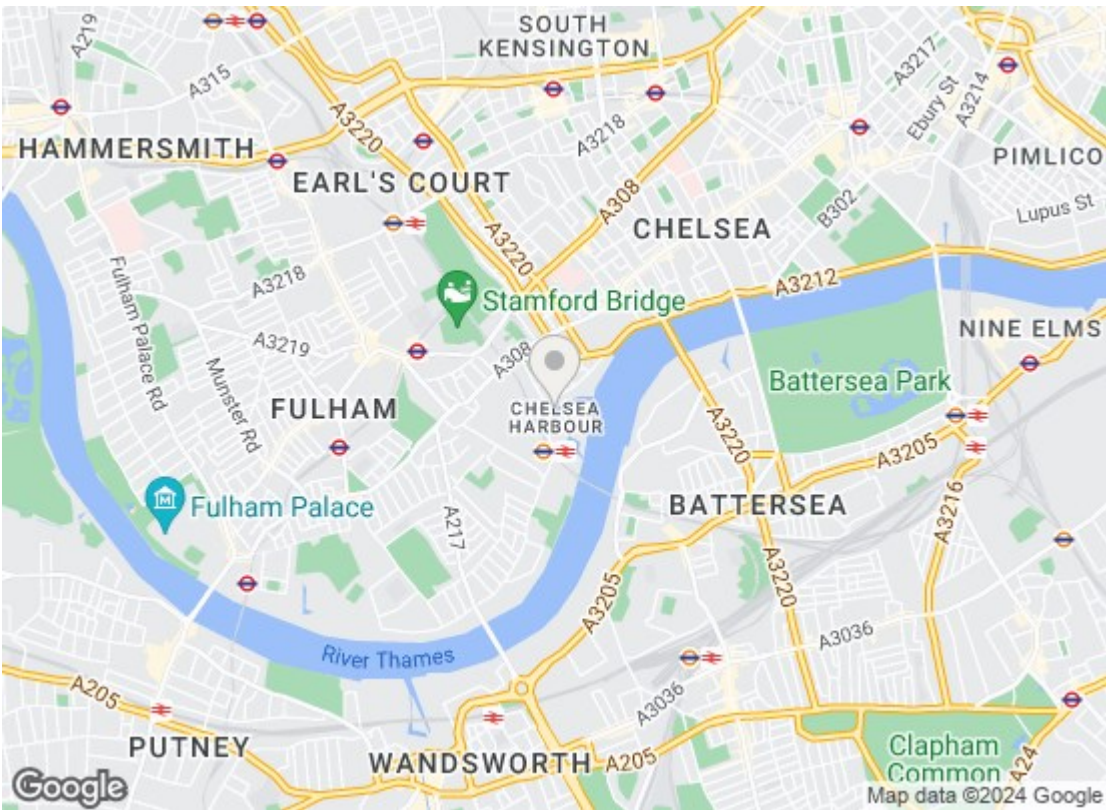 SOUTH
KENSINGTON
A219
A315
A3220
A3218
A3217
Ebury St
A3214
HAMMERSMITH
EARL'S COURT
A308
CHELSEA
B302
PIMLICO
Lupus St
Fulham Palace Rd
A3218
A3220
A3212
Stamford Bridge
A3219
Munster Rd
A308
NINE ELMS
FULHAM
CHELSEA
HARBOUR
Battersea Park
A3220
A3205
Fulham Palace
A217
BATTERSEA
A3216
A3205
A3220
River Thames
A3036
A205
A3036
PUTNEY
WANDSWORTH
A205
Clapham
Common
A24
Google
Map data ©2024 Google